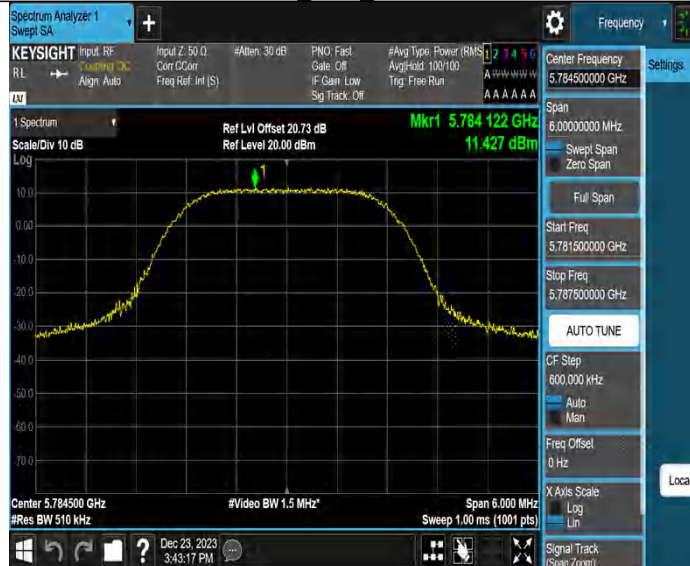 Spectrum Analyzer 1
Swept SA
Frequency
KEYSIGHT
RL
Input: RF
Coupling: DC
Align: Auto
Input Z: 50 Ω
Corr CCorr
Freq Ref: Int (S)
#Atten: 30 dB
PNO: Fast
Gate: Off
IF Gain: Low
Sig Track: Off
#Avg Type: Power (RMS
Avg|Hold: 100/100
Trig: Free Run
1 2 3 4 5 6
A W W W W W
A A A A A A
LXI
1 Spectrum
Scale/Div 10 dB
Ref Lvl Offset 20.73 dB
Ref Level 20.00 dBm
Mkr1 5.784 122 GHz
11.427 dBm
Log
1
10.0
0.00
-10.0
-20.0
-30.0
-40.0
-50.0
-60.0
-70.0
Center 5.784500 GHz
#Video BW 1.5 MHz*
Span 6.000 MHz
#Res BW 510 kHz
Sweep 1.00 ms (1001 pts)
?
Dec 23, 2023
3:43:17 PM
Center Frequency
5.784500000 GHz
Settings
Span
6.00000000 MHz
Swept Span
Zero Span
Full Span
Start Freq
5.781500000 GHz
Stop Freq
5.787500000 GHz
AUTO TUNE
CF Step
600.000 kHz
Auto
Man
Freq Offset
0 Hz
X Axis Scale
Log
Lin
Loca
Signal Track
(Span Zoom)